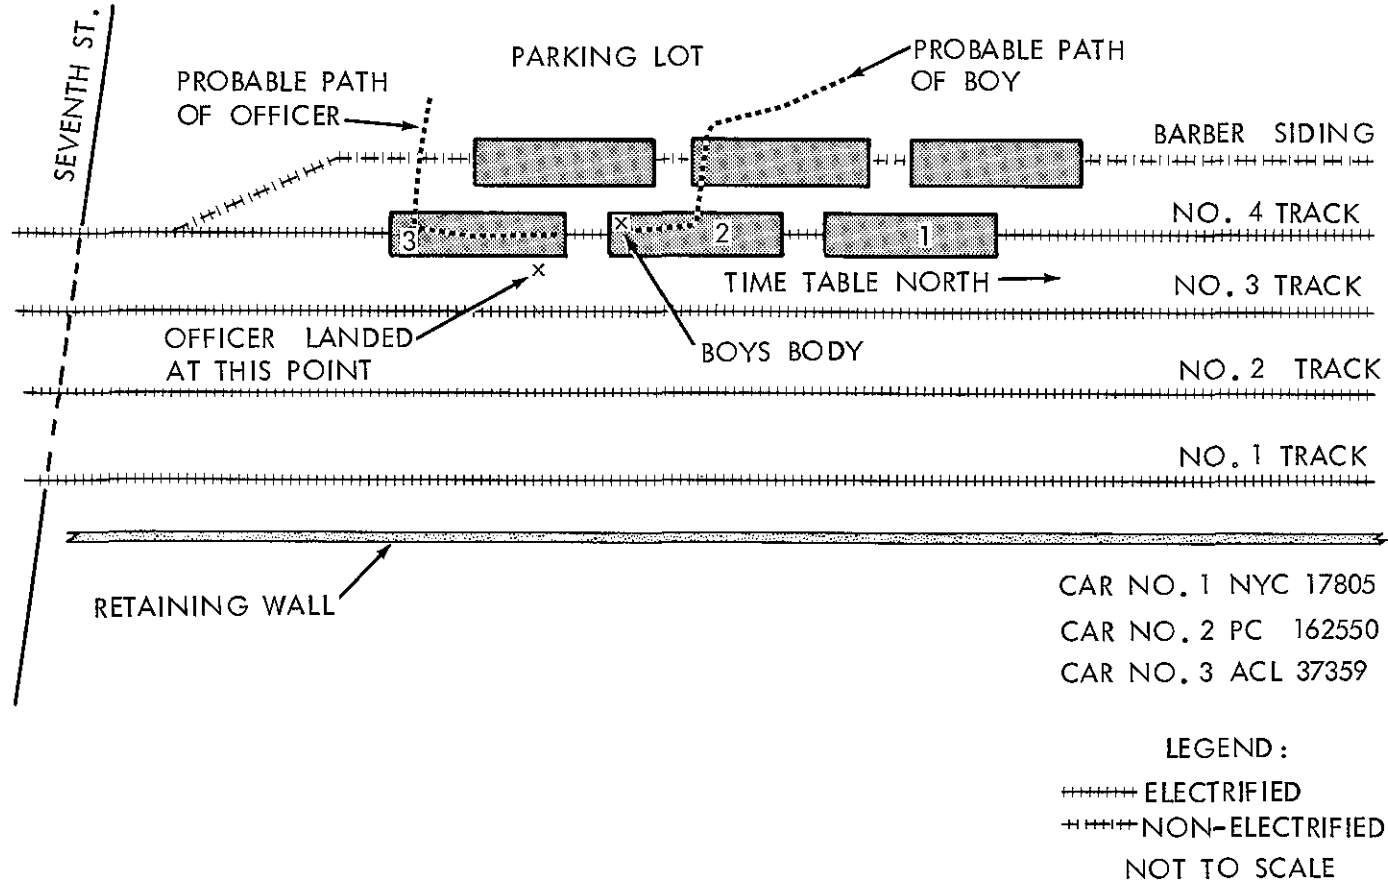 SEVENTH ST.
PARKING LOT
PROBABLE PATH
OF BOY
PROBABLE PATH
OF OFFICER
BARBER SIDING
NO. 4 TRACK
3
x
2
1
x
TIME TABLE NORTH
NO. 3 TRACK
OFFICER LANDED
AT THIS POINT
BOYS BODY
NO. 2 TRACK
NO. 1 TRACK
RETAINING WALL
CAR NO. 1 NYC 17805
CAR NO. 2 PC 162550
CAR NO. 3 ACL 37359
LEGEND:
ELECTRIFIED
NON-ELECTRIFIED
NOT TO SCALE